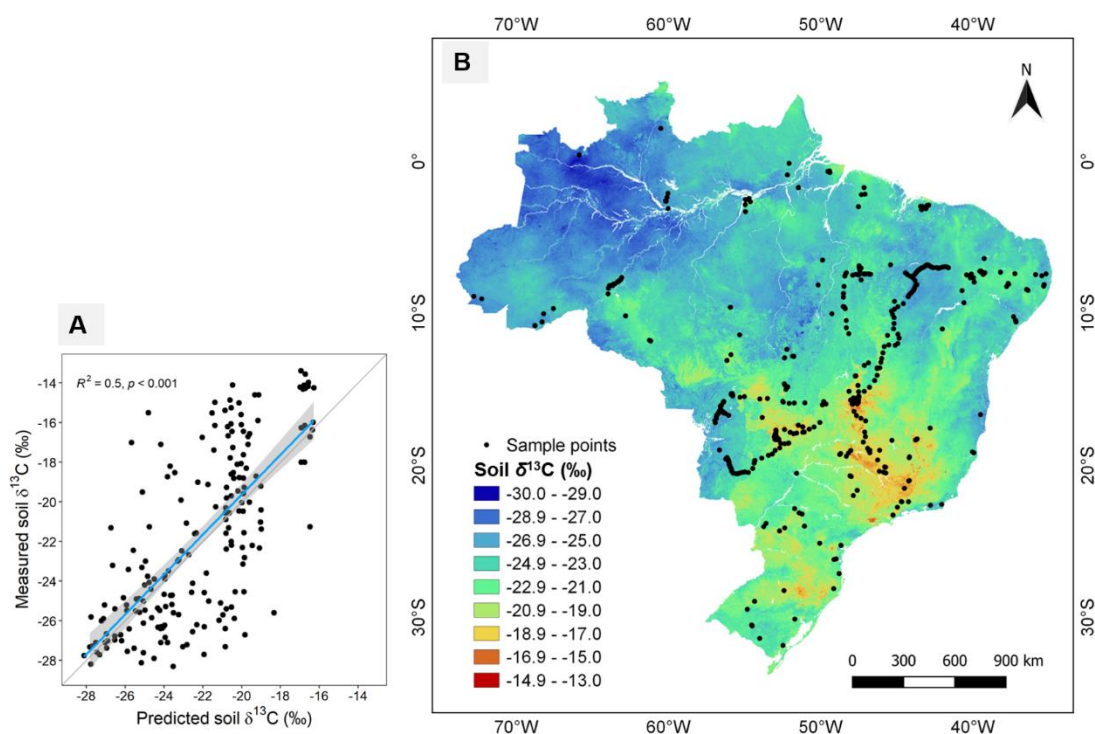 A
R² = 0.5, p < 0.001
-14
-16
-18
-20
-22
-24
-26
-28
Measured soil δ¹³C (‰)
-28 -26 -24 -22 -20 -18 -16 -14
Predicted soil δ¹³C (‰)
B
70°W 60°W 50°W 40°W
N
0°
10°S
20°S
30°S
0°
10°S
20°S
30°S
Sample points
Soil δ¹³C (‰)
-30.0 - -29.0
-28.9 - -27.0
-26.9 - -25.0
-24.9 - -23.0
-22.9 - -21.0
-20.9 - -19.0
-18.9 - -17.0
-16.9 - -15.0
-14.9 - -13.0
0 300 600 900 km
70°W 60°W 50°W 40°W